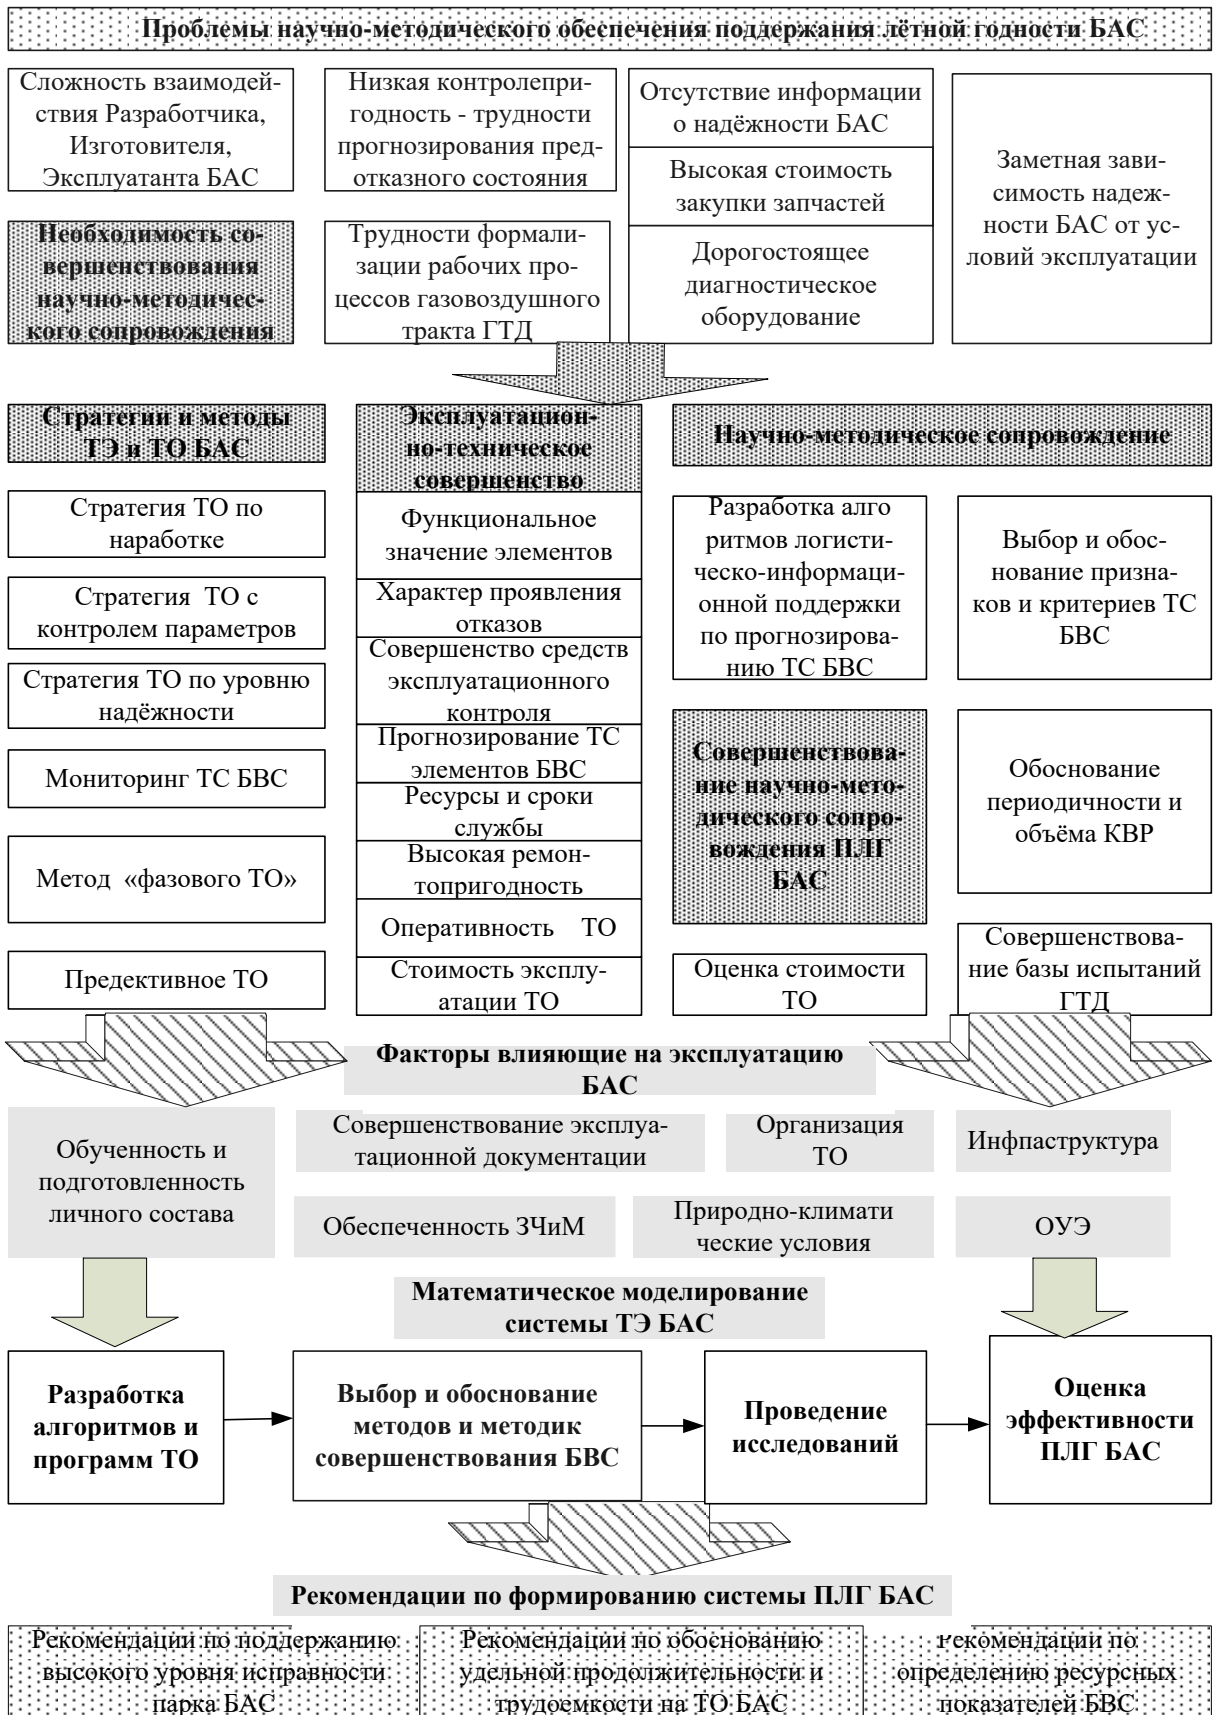 Проблемы научно-методического обеспечения поддержания лётной годности БАС
Сложность взаимодей-
ствия Разработчика,
Изготовителя,
Эксплуатанта БАС
Низкая контролепри-
годность - трудности
прогнозирования пред-
отказного состояния
Отсутствие информации
о надёжности БАС
Высокая стоимость
закупки запчастей
Дорогостоящее
диагностическое
оборудование
Заметная зави-
симость надеж-
ности БАС от ус-
ловий эксплуатации
Необходимость со-
вершенствования
научно-методичес-
кого сопровождения
Трудности формали-
зации рабочих про-
цессов газовоздушного
тракта ГТД
Стратегии и методы
ТЭ и ТО БАС
Стратегия ТО по
наработке
Стратегия ТО с
контролем параметров
Стратегия ТО по уровню
надёжности
Мониторинг ТС БВС
Метод «фазового ТО»
Предективное ТО
Эксплуатацион-
но-техническое
совершенство
Функциональное
значение элементов
Характер проявления
отказов
Совершенство средств
эксплуатационного
контроля
Прогнозирование ТС
элементов БВС
Ресурсы и сроки
службы
Высокая ремон-
топригодность
Оперативность ТО
Стоимость эксплу-
атации ТО
Научно-методическое сопровождение
Разработка алго
ритмов логисти-
ческо-информаци-
онной поддержки
по прогнозирова-
нию ТС БВС
Выбор и обос-
нование призна-
ков и критериев ТС
БВС
Совершенствова-
ние научно-мето-
дического сопро-
вождения ПЛГ
БАС
Обоснование
периодичности и
объёма КВР
Оценка стоимости
ТО
Совершенствова-
ние базы испытаний
ГТД
Факторы влияющие на эксплуатацию
БАС
Обученность и
подготовленность
личного состава
Совершенствование эксплуа-
тационной документации
Организация
ТО
Инфпаструктура
Обеспеченность ЗЧиМ
Природно-климати
ческие условия
ОУЭ
Математическое моделирование
системы ТЭ БАС
Разработка
алгоритмов и
программ ТО
Выбор и обоснование
методов и методик
совершенствования БВС
Проведение
исследований
Оценка
эффективности
ПЛГ БАС
Рекомендации по формированию системы ПЛГ БАС
Рекомендации по поддержанию
высокого уровня исправности
парка БАС
Рекомендации по обоснованию
удельной продолжительности и
трудоемкости на ТО БАС
Рекомендации по
определению ресурсных
показателей БВС